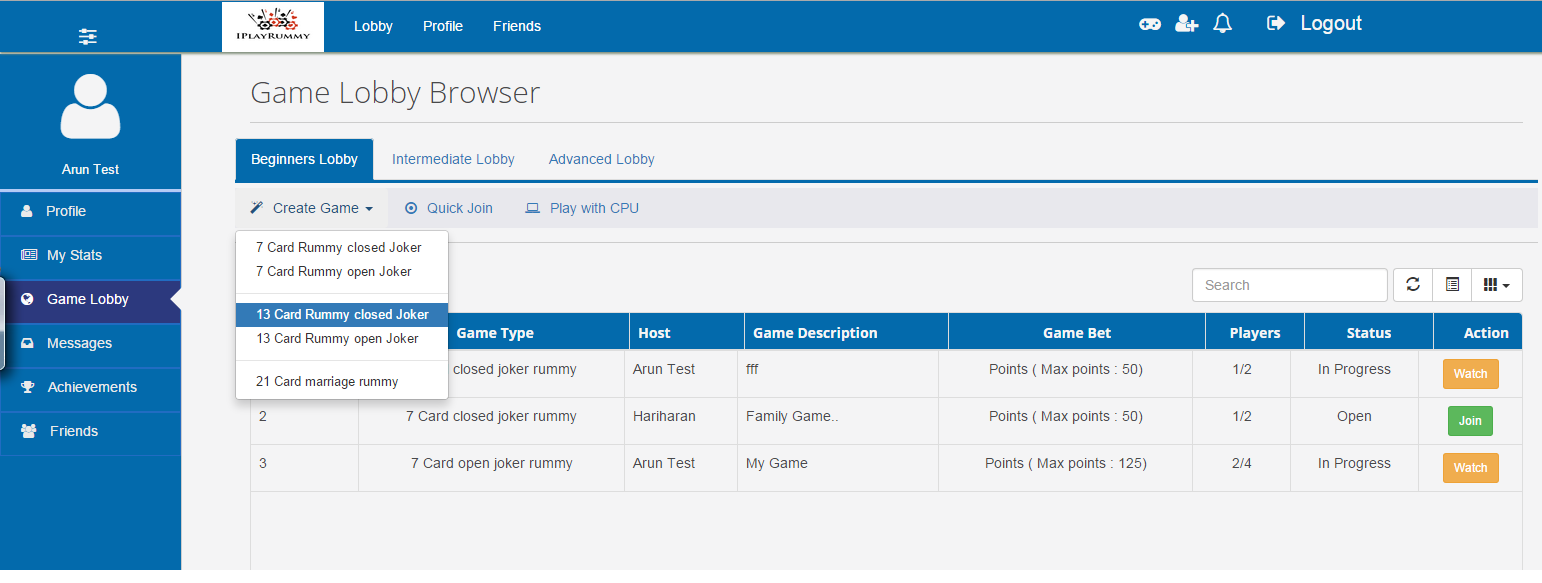 IPLAYRUMMY
Lobby Profile Friends
Logout
Arun Test
Profile
My Stats
Game Lobby
Messages
Achievements
Friends
Game Lobby Browser
Beginners Lobby Intermediate Lobby Advanced Lobby
Create Game Quick Join Play with CPU
7 Card Rummy closed Joker
7 Card Rummy open Joker
13 Card Rummy closed Joker
13 Card Rummy open Joker
21 Card marriage rummy
Search
Game Type Host Game Description Game Bet Players Status Action
closed joker rummy Arun Test fff Points ( Max points : 50) 1/2 In Progress Watch
2 7 Card closed joker rummy Hariharan Family Game.. Points ( Max points : 50) 1/2 Open Join
3 7 Card open joker rummy Arun Test My Game Points ( Max points : 125) 2/4 In Progress Watch